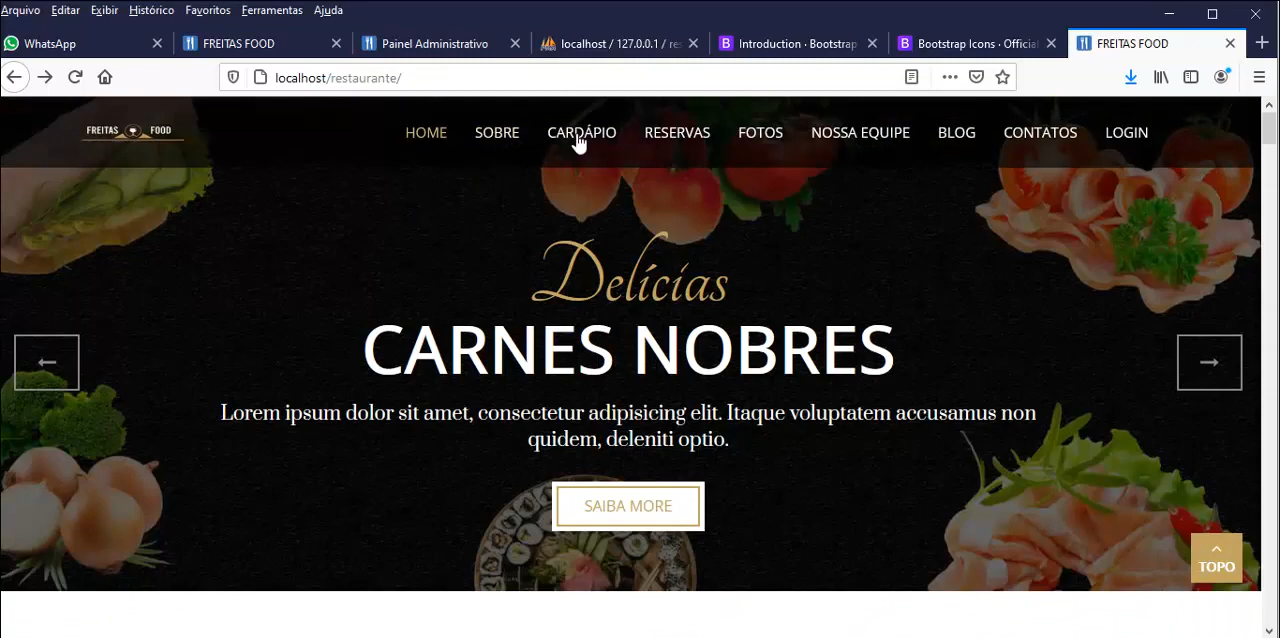 Arquivo Editar Exibir Histórico Favoritos Ferramentas Ajuda
WhatsApp FREITAS FOOD Painel Administrativo localhost / 127.0.0.1 / res Introduction · Bootstrap Bootstrap Icons · Official FREITAS FOOD
localhost/restaurante/
FREITAS FOOD HOME SOBRE CARDÁPIO RESERVAS FOTOS NOSSA EQUIPE BLOG CONTATOS LOGIN
Delícias
CARNES NOBRES
Lorem ipsum dolor sit amet, consectetur adipisicing elit. Itaque voluptatem accusamus non
quidem, deleniti optio.
SAIBA MORE
TOPO